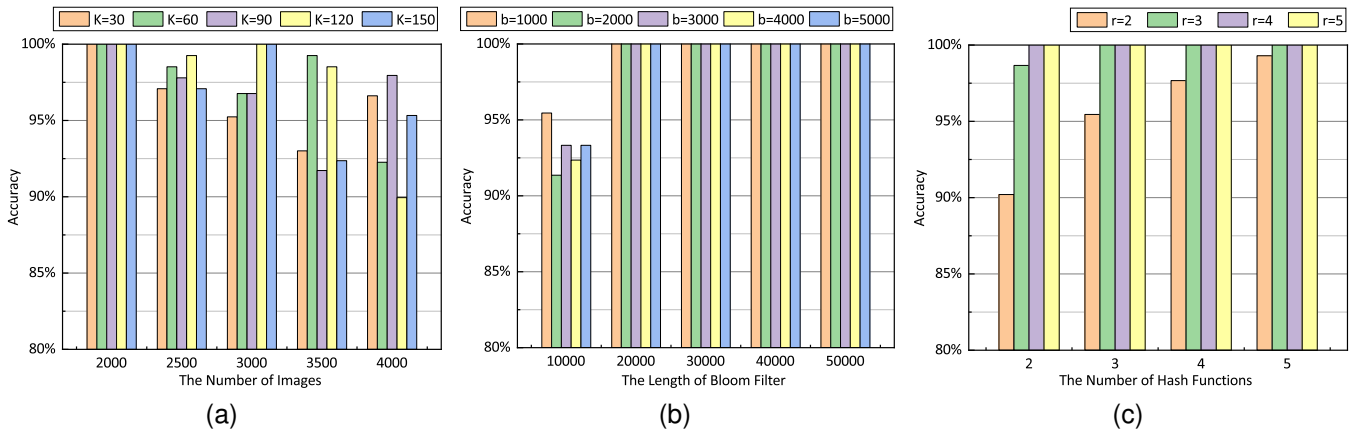 K=30 K=60 K=90 K=120 K=150
100%
95%
90%
85%
80%
Accuracy
2000 2500 3000 3500 4000
The Number of Images
(a)
b=1000 b=2000 b=3000 b=4000 b=5000
100%
95%
90%
85%
80%
Accuracy
10000 20000 30000 40000 50000
The Length of Bloom Filter
(b)
r=2 r=3 r=4 r=5
100%
95%
90%
85%
80%
Accuracy
2 3 4 5
The Number of Hash Functions
(c)